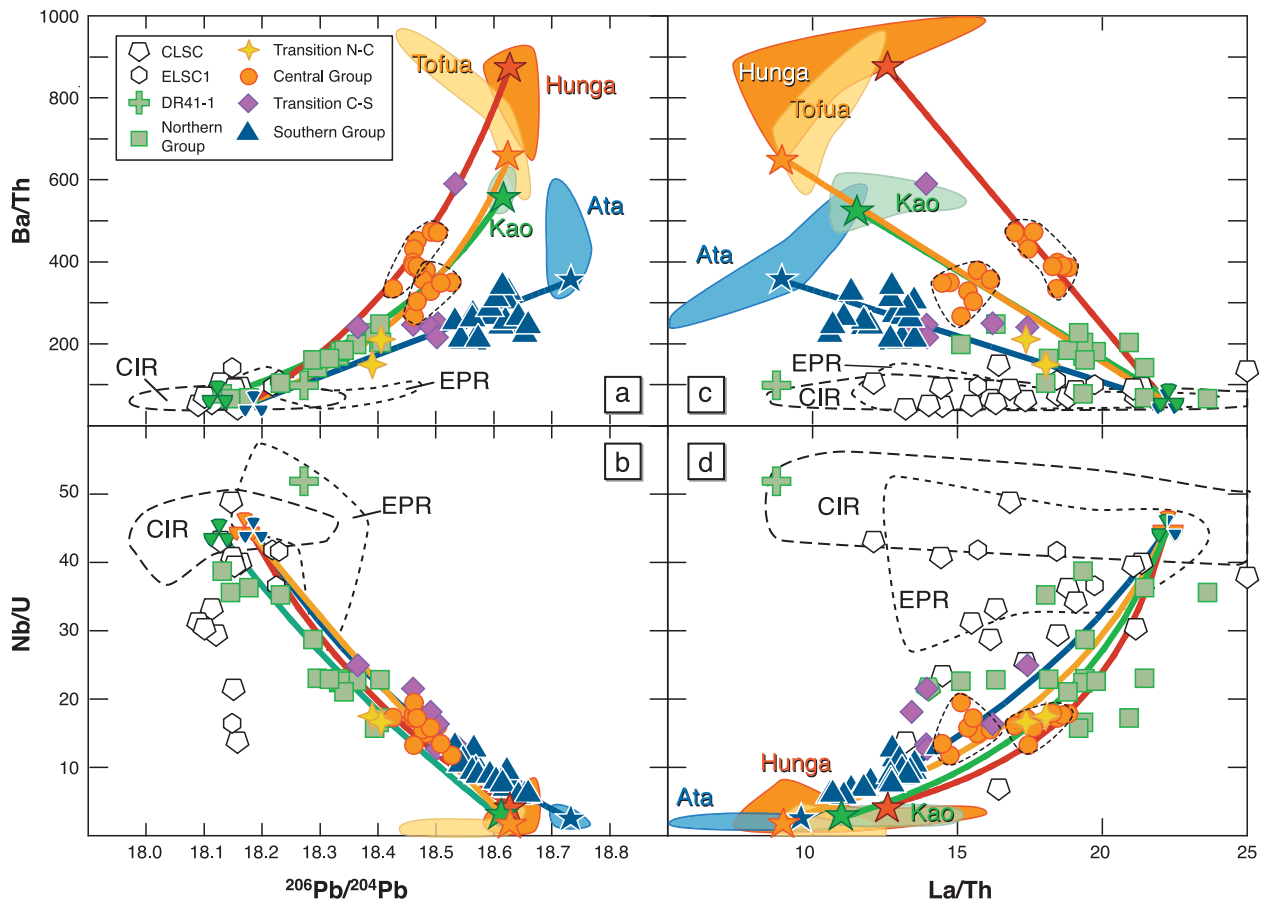 1000
800
600
400
200
Ba/Th
CLSC
ELSC1
DR41-1
Northern
Group
Transition N-C
Central Group
Transition C-S
Southern Group
Tofua
Hunga
Kao
Ata
CIR
EPR
a
Hunga
Tofua
Kao
Ata
EPR
CIR
c
50
40
30
20
10
Nb/U
CIR
EPR
b
18.0
18.2
18.3
18.4
18.5
18.6
18.7
18.8
206Pb/204Pb
d
CIR
EPR
Hunga
Ata
Kao
10
15
20
25
La/Th